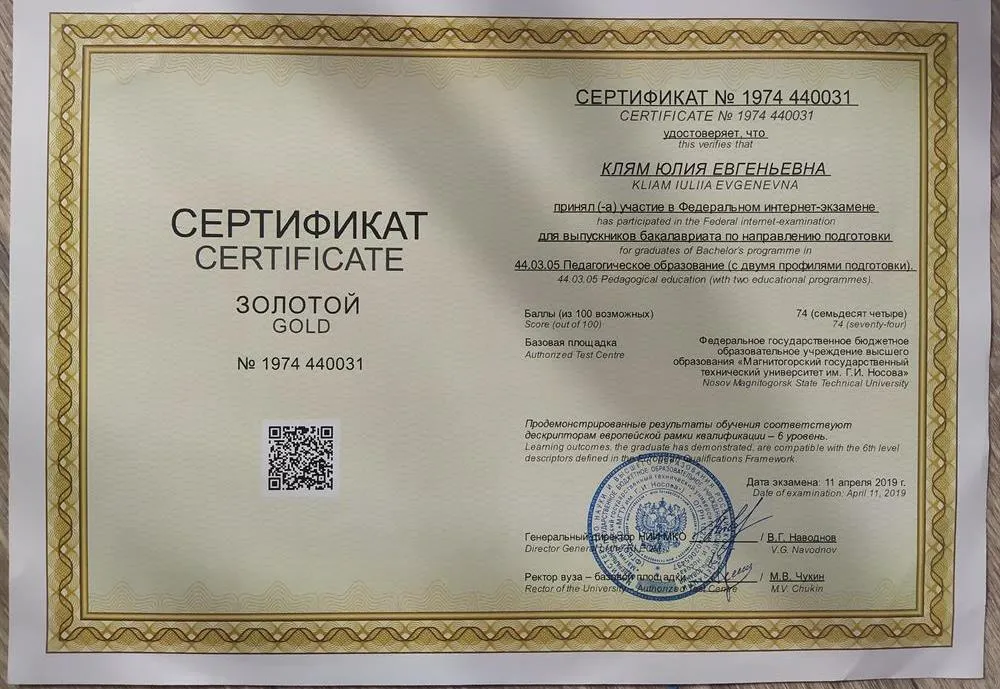 СЕРТИФИКАТ
CERTIFICATE
ЗОЛОТОЙ
GOLD
№ 1974 440031
СЕРТИФИКАТ № 1974 440031
CERTIFICATE № 1974 440031
удостоверяет, что
this verifies that
КЛЯМ ЮЛИЯ ЕВГЕНЬЕВНА
KLIAM IULIIA EVGENEVNA
принял (-а) участие в Федеральном интернет-экзамене
has participated in the Federal internet-examination
для выпускников бакалавриата по направлению подготовки
for graduates of Bachelor's programme in
44.03.05 Педагогическое образование (с двумя профилями подготовки).
44.03.05 Pedagogical education (with two educational programmes).
Баллы (из 100 возможных) 74 (семьдесят четыре)
Score (out of 100) 74 (seventy-four)
Базовая площадка
Authorized Test Centre
Федеральное государственное бюджетное
образовательное учреждение высшего
образования «Магнитогорский государственный
технический университет им. Г.И. Носова»
Nosov Magnitogorsk State Technical University
Продемонстрированные результаты обучения соответствуют
дескрипторам европейской рамки квалификации – 6 уровень.
Learning outcomes, the graduate has demonstrated, are compatible with the 6th level
descriptors defined in the European Qualifications Framework
Дата экзамена: 11 апреля 2019 г.
Date of examination: April 11, 2019
Генеральный директор НИИ МКО / В.Г. Наводнов
Director General V.G. Navodnov
Ректор вуза – базовой площадки / М.В. Чукин
Rector of the University - Authorized Test Centre M.V. Chukin